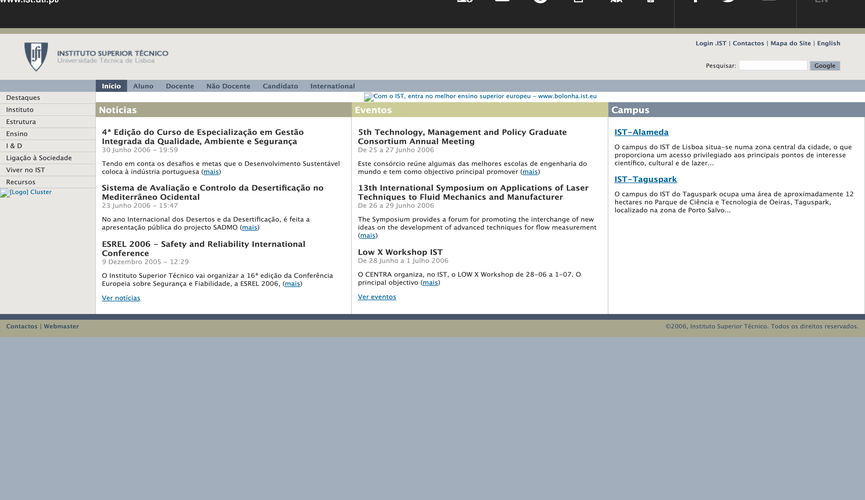 www.ist.utl.pt/
EN
INSTITUTO SUPERIOR TÉCNICO
Universidade Técnica de Lisboa
Login .IST | Contactos | Mapa do Site | English
Pesquisar:
Google
Início
Aluno
Docente
Não Docente
Candidato
International
Destaques
Instituto
Estrutura
Ensino
I & D
Ligação à Sociedade
Viver no IST
Recursos
[Logo] Cluster
Com o IST, entra no melhor ensino superior europeu - www.bolonha.ist.eu
Notícias
4ª Edição do Curso de Especialização em Gestão
Integrada da Qualidade, Ambiente e Segurança
30 Junho 2006 - 19:59
Tendo em conta os desafios e metas que o Desenvolvimento Sustentável
coloca à indústria portuguesa (mais)
Sistema de Avaliação e Controlo da Desertificação no
Mediterrâneo Ocidental
23 Junho 2006 - 15:47
No ano Internacional dos Desertos e da Desertificação, é feita a
apresentação pública do projecto SADMO (mais)
ESREL 2006 - Safety and Reliability International
Conference
9 Dezembro 2005 - 12:29
O Instituto Superior Técnico vai organizar a 16ª edição da Conferência
Europeia sobre Segurança e Fiabilidade, a ESREL 2006, (mais)
Ver notícias
Eventos
5th Technology, Management and Policy Graduate
Consortium Annual Meeting
De 25 a 27 Junho 2006
Este consórcio reúne algumas das melhores escolas de engenharia do
mundo e tem como objectivo principal promover (mais)
13th International Symposium on Applications of Laser
Techniques to Fluid Mechanics and Manufacturer
De 26 a 29 Junho 2006
The Symposium provides a forum for promoting the interchange of new
ideas on the development of advanced techniques for flow measurement
(mais)
Low X Workshop IST
De 28 Junho a 1 Julho 2006
O CENTRA organiza, no IST, o LOW X Workshop de 28-06 a 1-07. O
principal objectivo (mais)
Ver eventos
Campus
IST-Alameda
O campus do IST de Lisboa situa-se numa zona central da cidade, o que
proporciona um acesso privilegiado aos principais pontos de interesse
científico, cultural e de lazer...
IST-Taguspark
O campus do IST do Taguspark ocupa uma área de aproximadamente 12
hectares no Parque de Ciência e Tecnologia de Oeiras, Taguspark,
localizado na zona de Porto Salvo...
Contactos | Webmaster
©2006, Instituto Superior Técnico. Todos os direitos reservados.